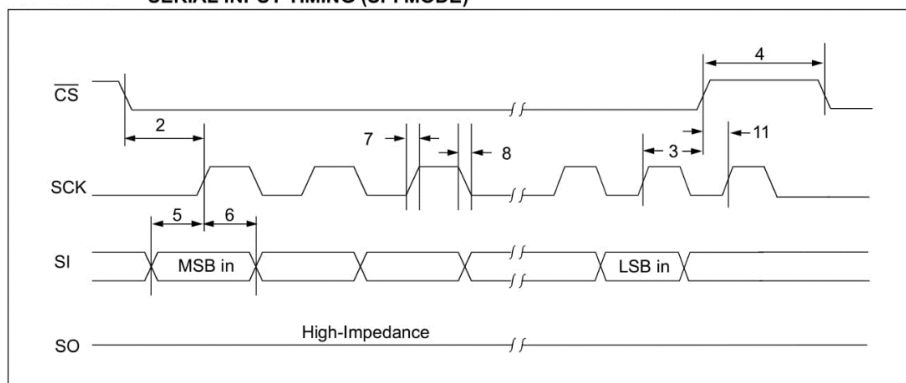 SERIAL INPUT TIMING (SPI MODE)
4
CS
2
7
8
3
11
SCK
5
6
SI
MSB in
LSB in
High-Impedance
SO